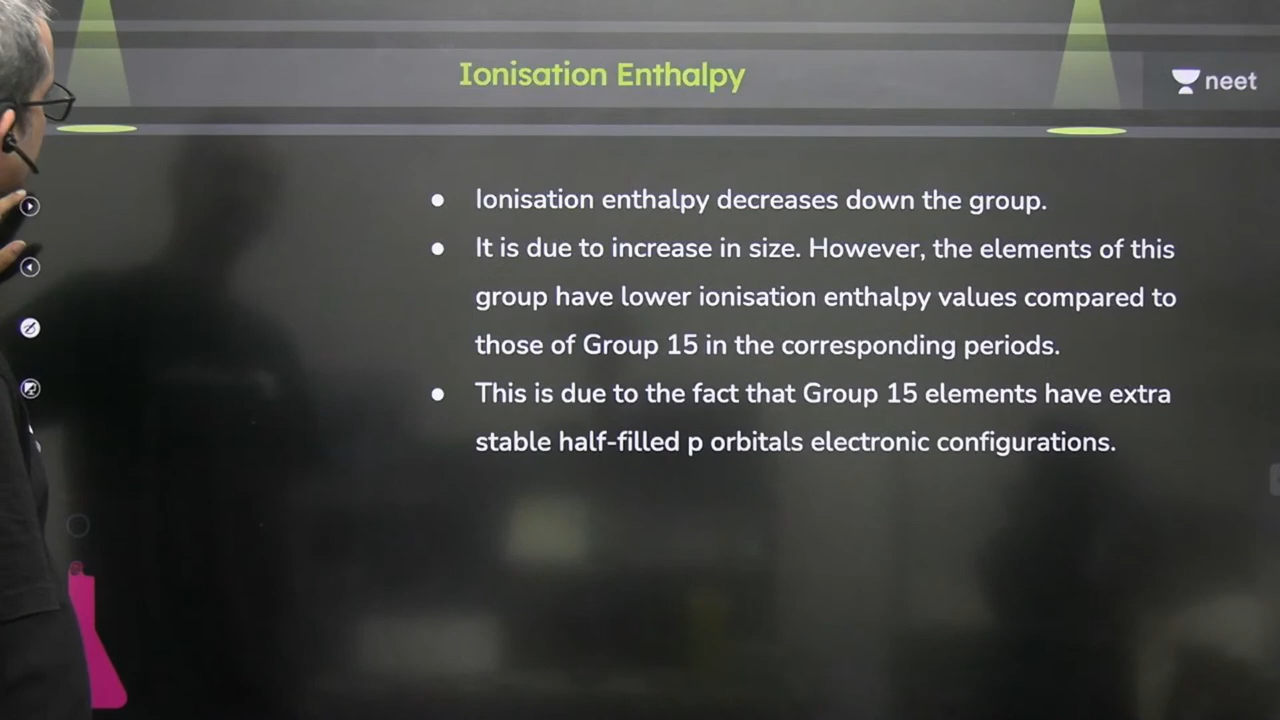 Ionisation Enthalpy
neet
● Ionisation enthalpy decreases down the group.
● It is due to increase in size. However, the elements of this
group have lower ionisation enthalpy values compared to
those of Group 15 in the corresponding periods.
● This is due to the fact that Group 15 elements have extra
stable half-filled p orbitals electronic configurations.